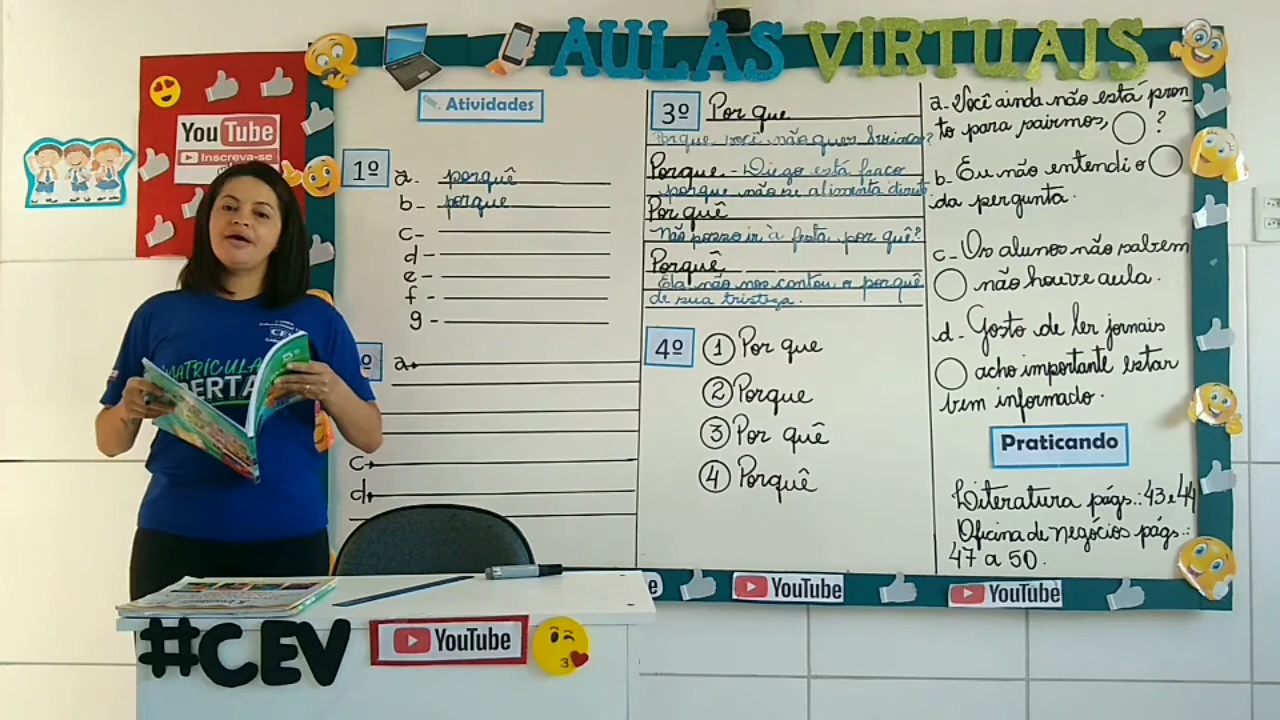 AULAS VIRTUAIS
YouTube
Inscreva-se
Atividades
1º
a- porquê
b- porque
c-
d-
e-
f-
g-
º
a
c
d
3º Por que
Porque você não quer brincar?
Porque - Diego está fraco
porque não se alimenta direito
Por quê
Não posso ir à festa, por quê?
Porquê
Ela não nos contou o porquê
de sua tristeza.
4º ① Por que
② Porque
③ Por quê
④ Porquê
a- Você ainda não está pron
to para sairmos, ?
b- Eu não entendi o
da pergunta.
c- Os alunos não sabem
não houve aula.
d- Gosto de ler jornais
acho importante estar
bem informado.
Praticando
Literatura págs.: 43 e 44
Oficina de negócios págs.:
47 a 50.
MATRÍCULA
BERTA
CEV
5º
YouTube
YouTube
#CEV
YouTube